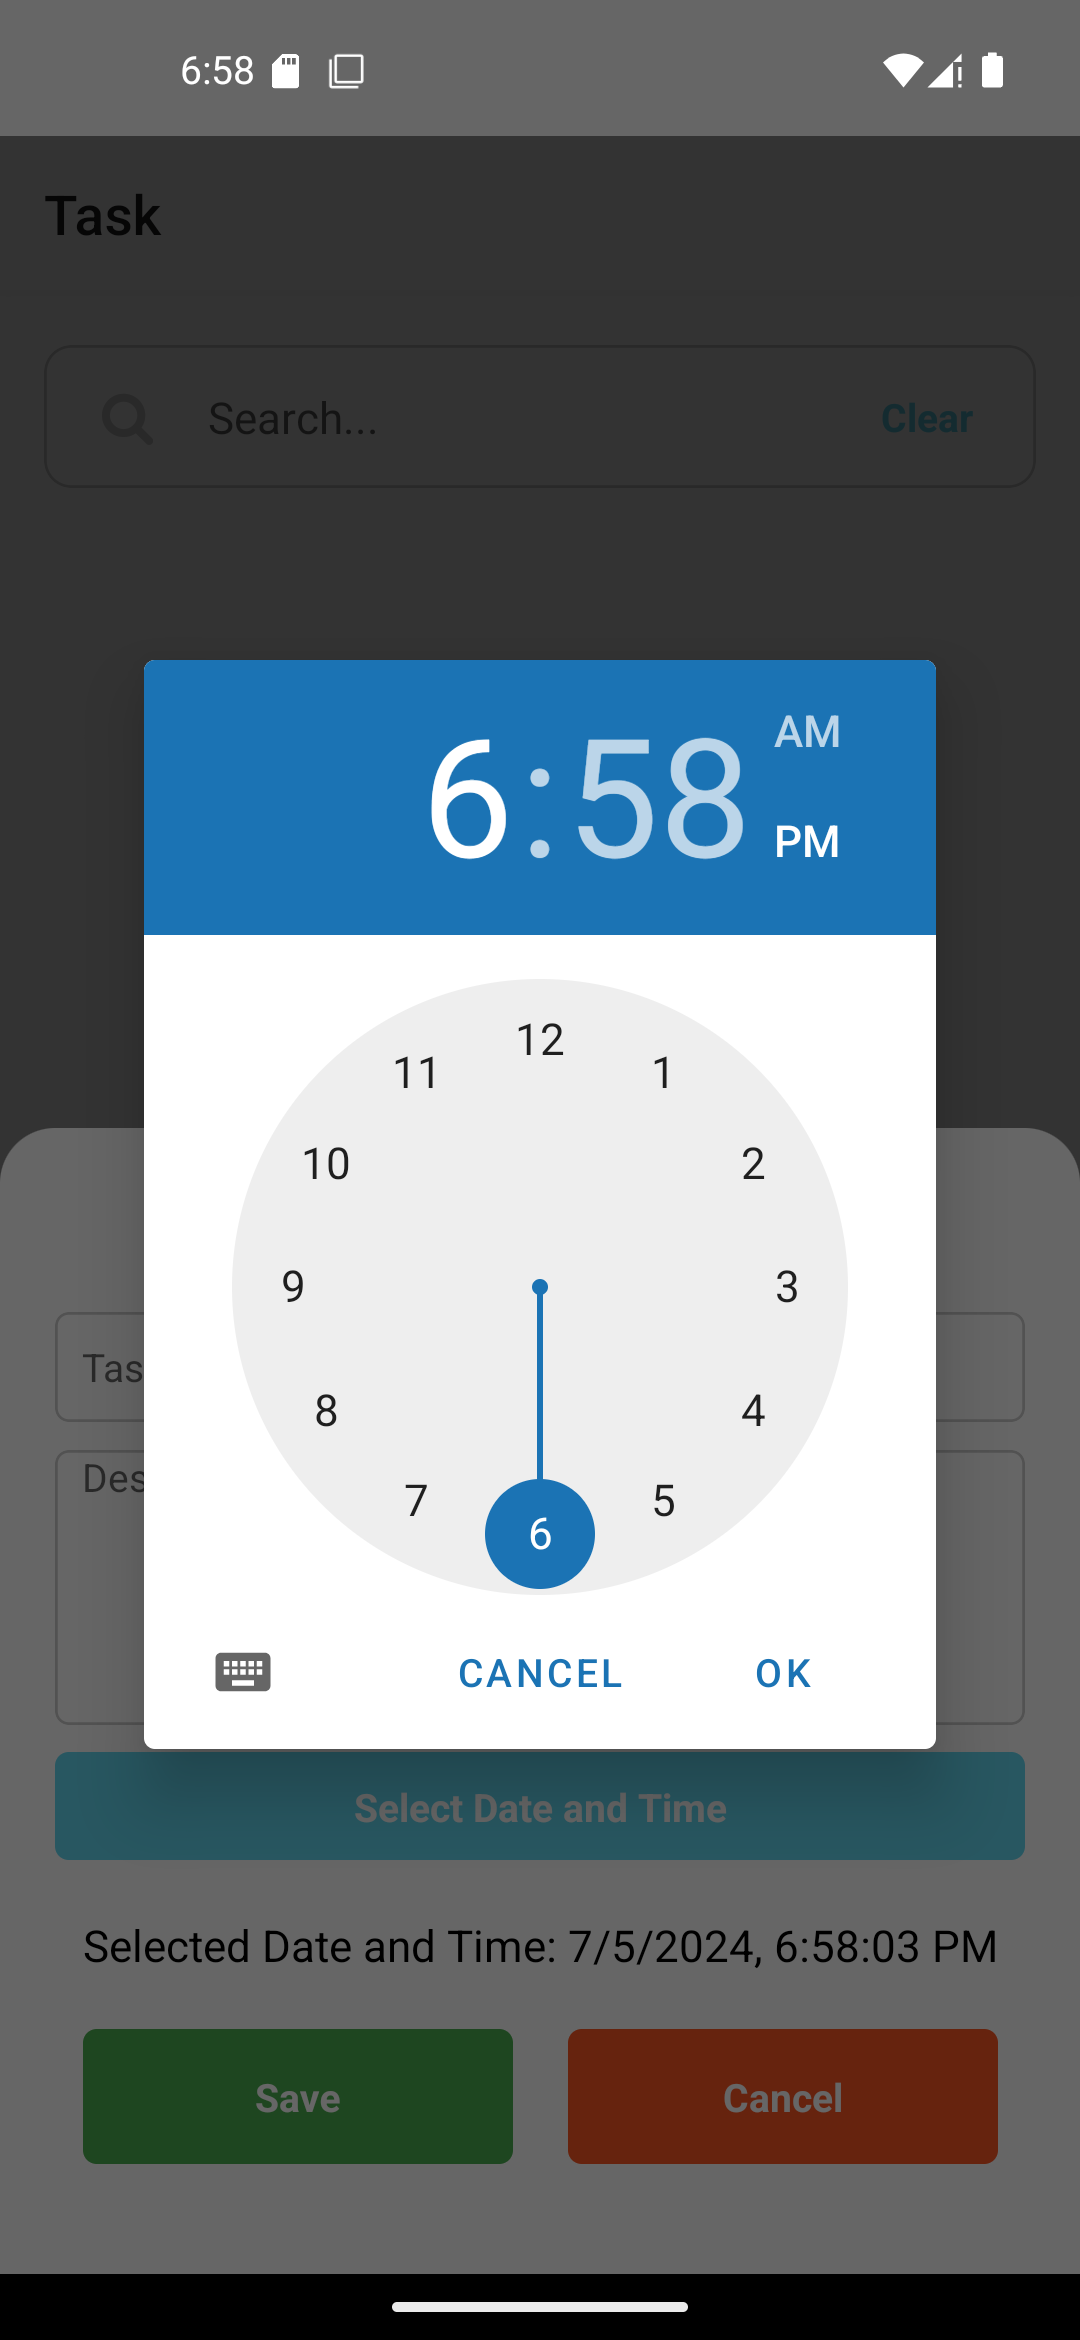 6:58
Task
Search...
Clear
6:58
AM
PM
12
11
1
10
2
9
3
8
4
7
5
6
Tas
Des
CANCEL
OK
Select Date and Time
Selected Date and Time: 7/5/2024, 6:58:03 PM
Save
Cancel